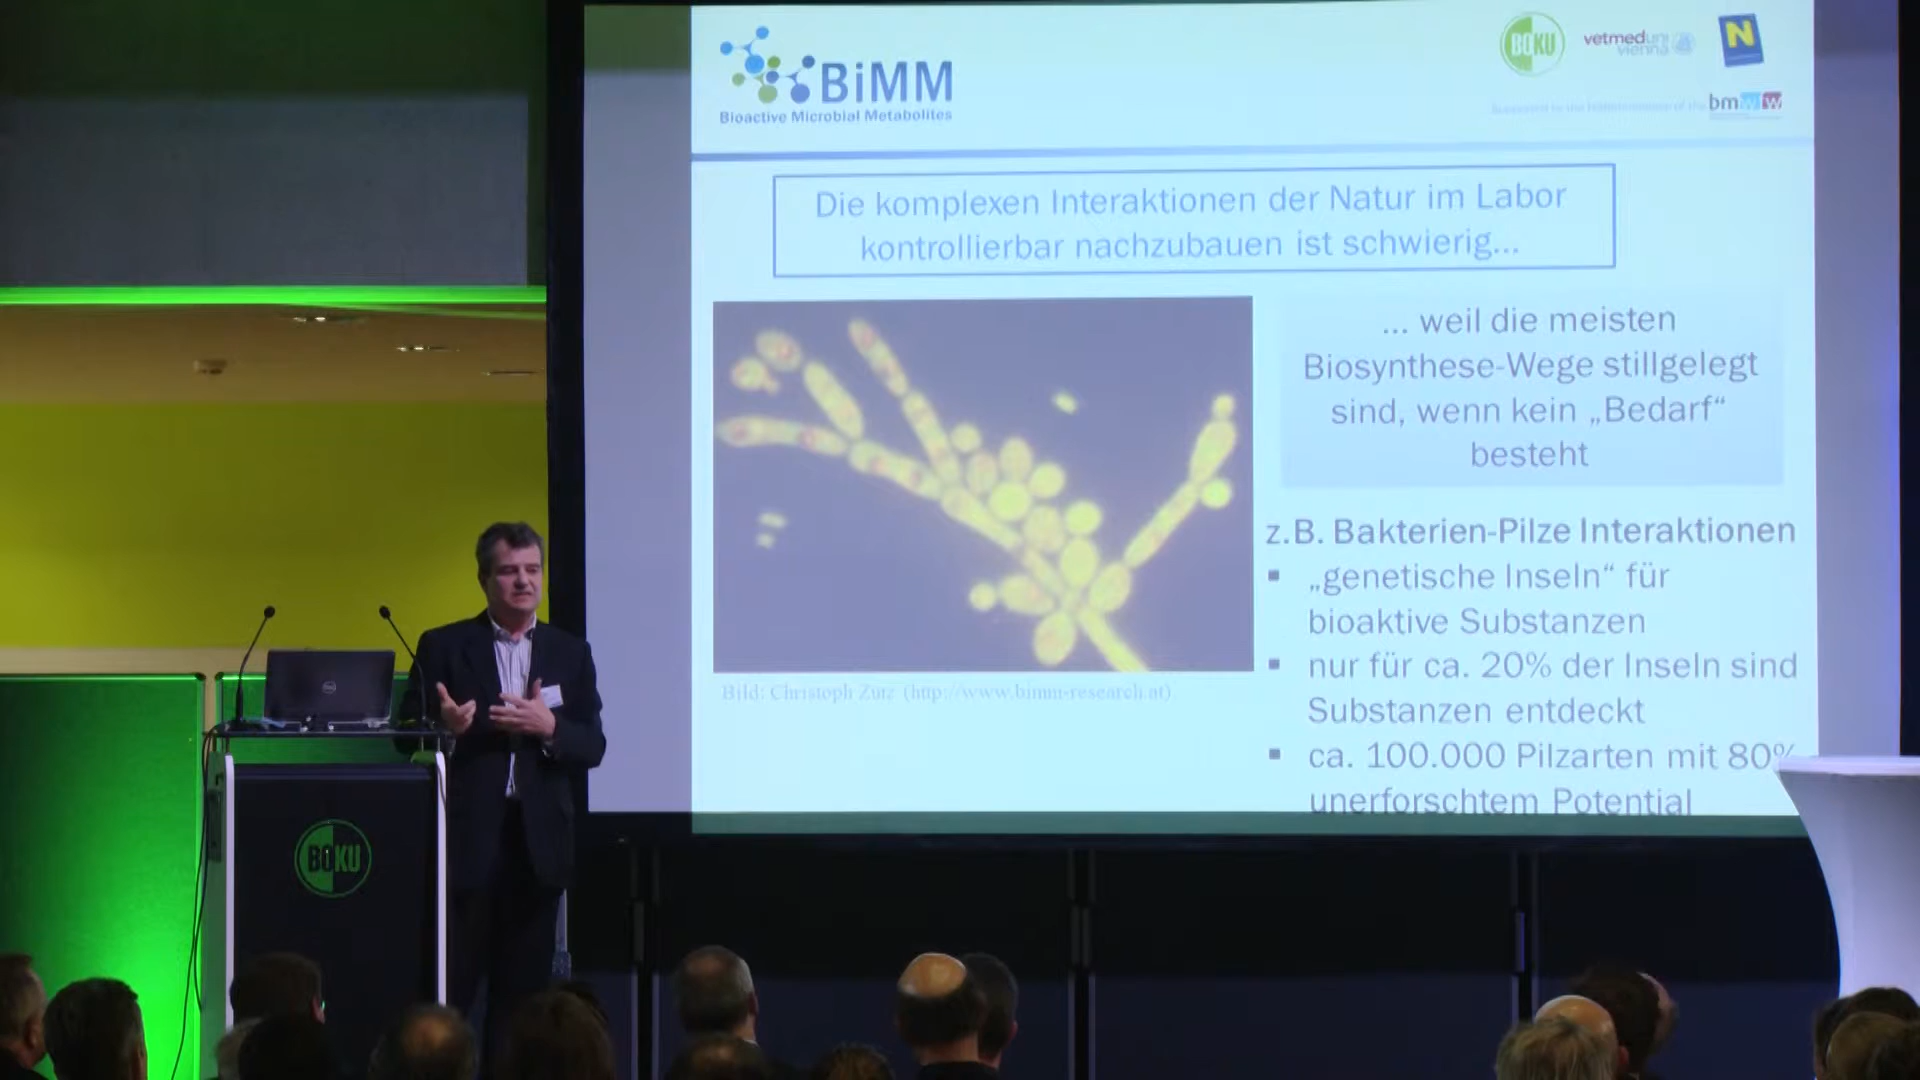 BiMM
Bioactive Microbial Metabolites
BOKU
vetmeduni
vienna
N
bmwfw
Die komplexen Interaktionen der Natur im Labor
kontrollierbar nachzubauen ist schwierig...
... weil die meisten
Biosynthese-Wege stillgelegt
sind, wenn kein „Bedarf“
besteht
z.B. Bakterien-Pilze Interaktionen
▪ „genetische Inseln“ für
bioaktive Substanzen
▪ nur für ca. 20% der Inseln sind
Substanzen entdeckt
▪ ca. 100.000 Pilzarten mit 80%
unerforschtem Potential
Bild: Christoph Zutz (http://www.bimm-research.at)
DELL
BOKU